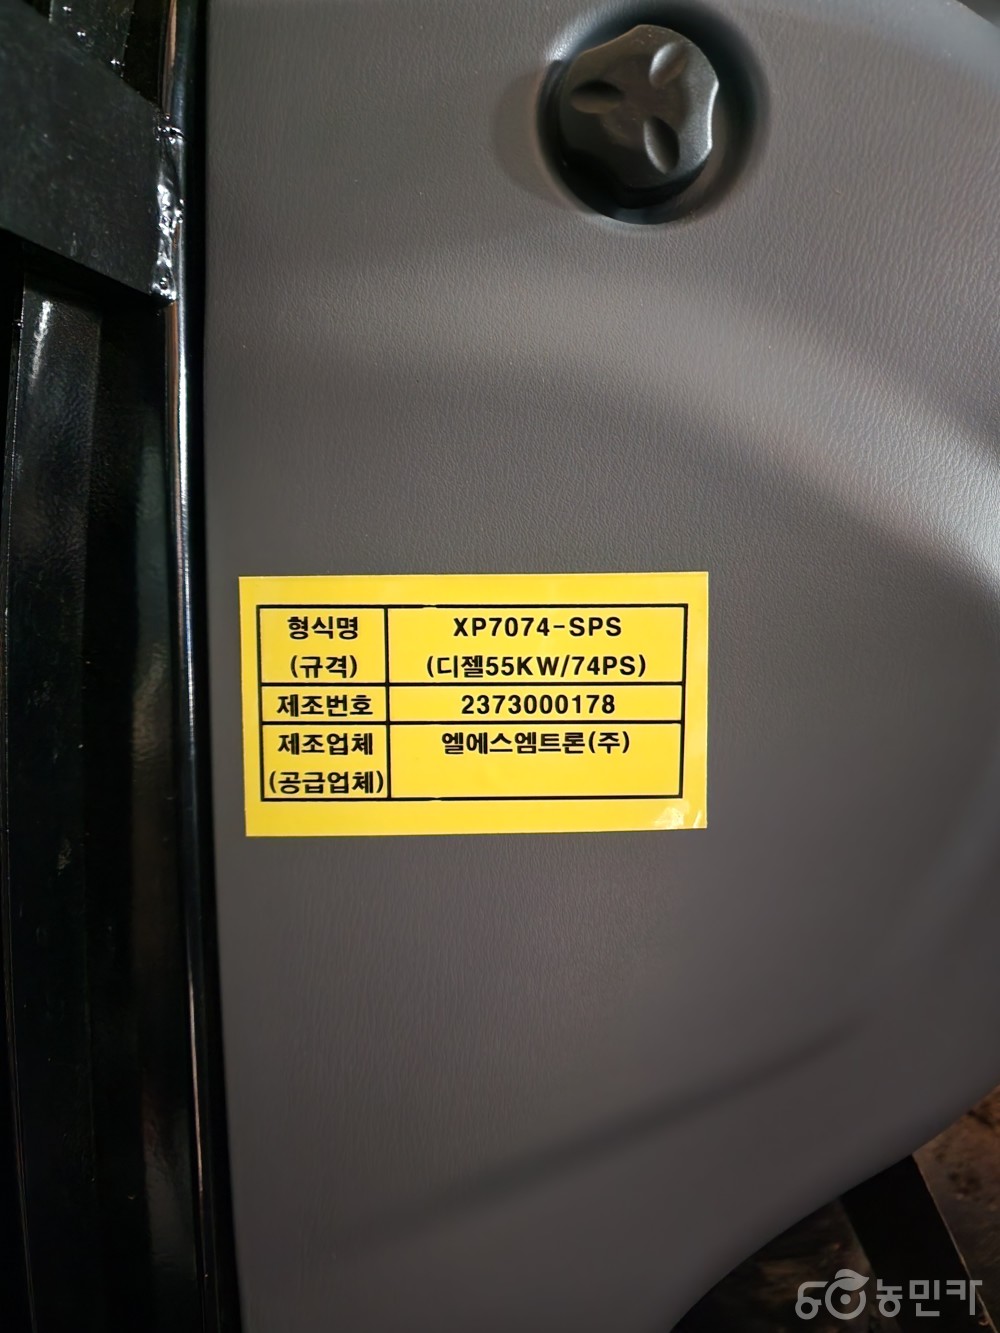 형식명 XP7074-SPS
(규격) (디젤55KW/74PS)
제조번호 2373000178
제조업체 엘에스엠트론(주)
(공급업체)
농민카